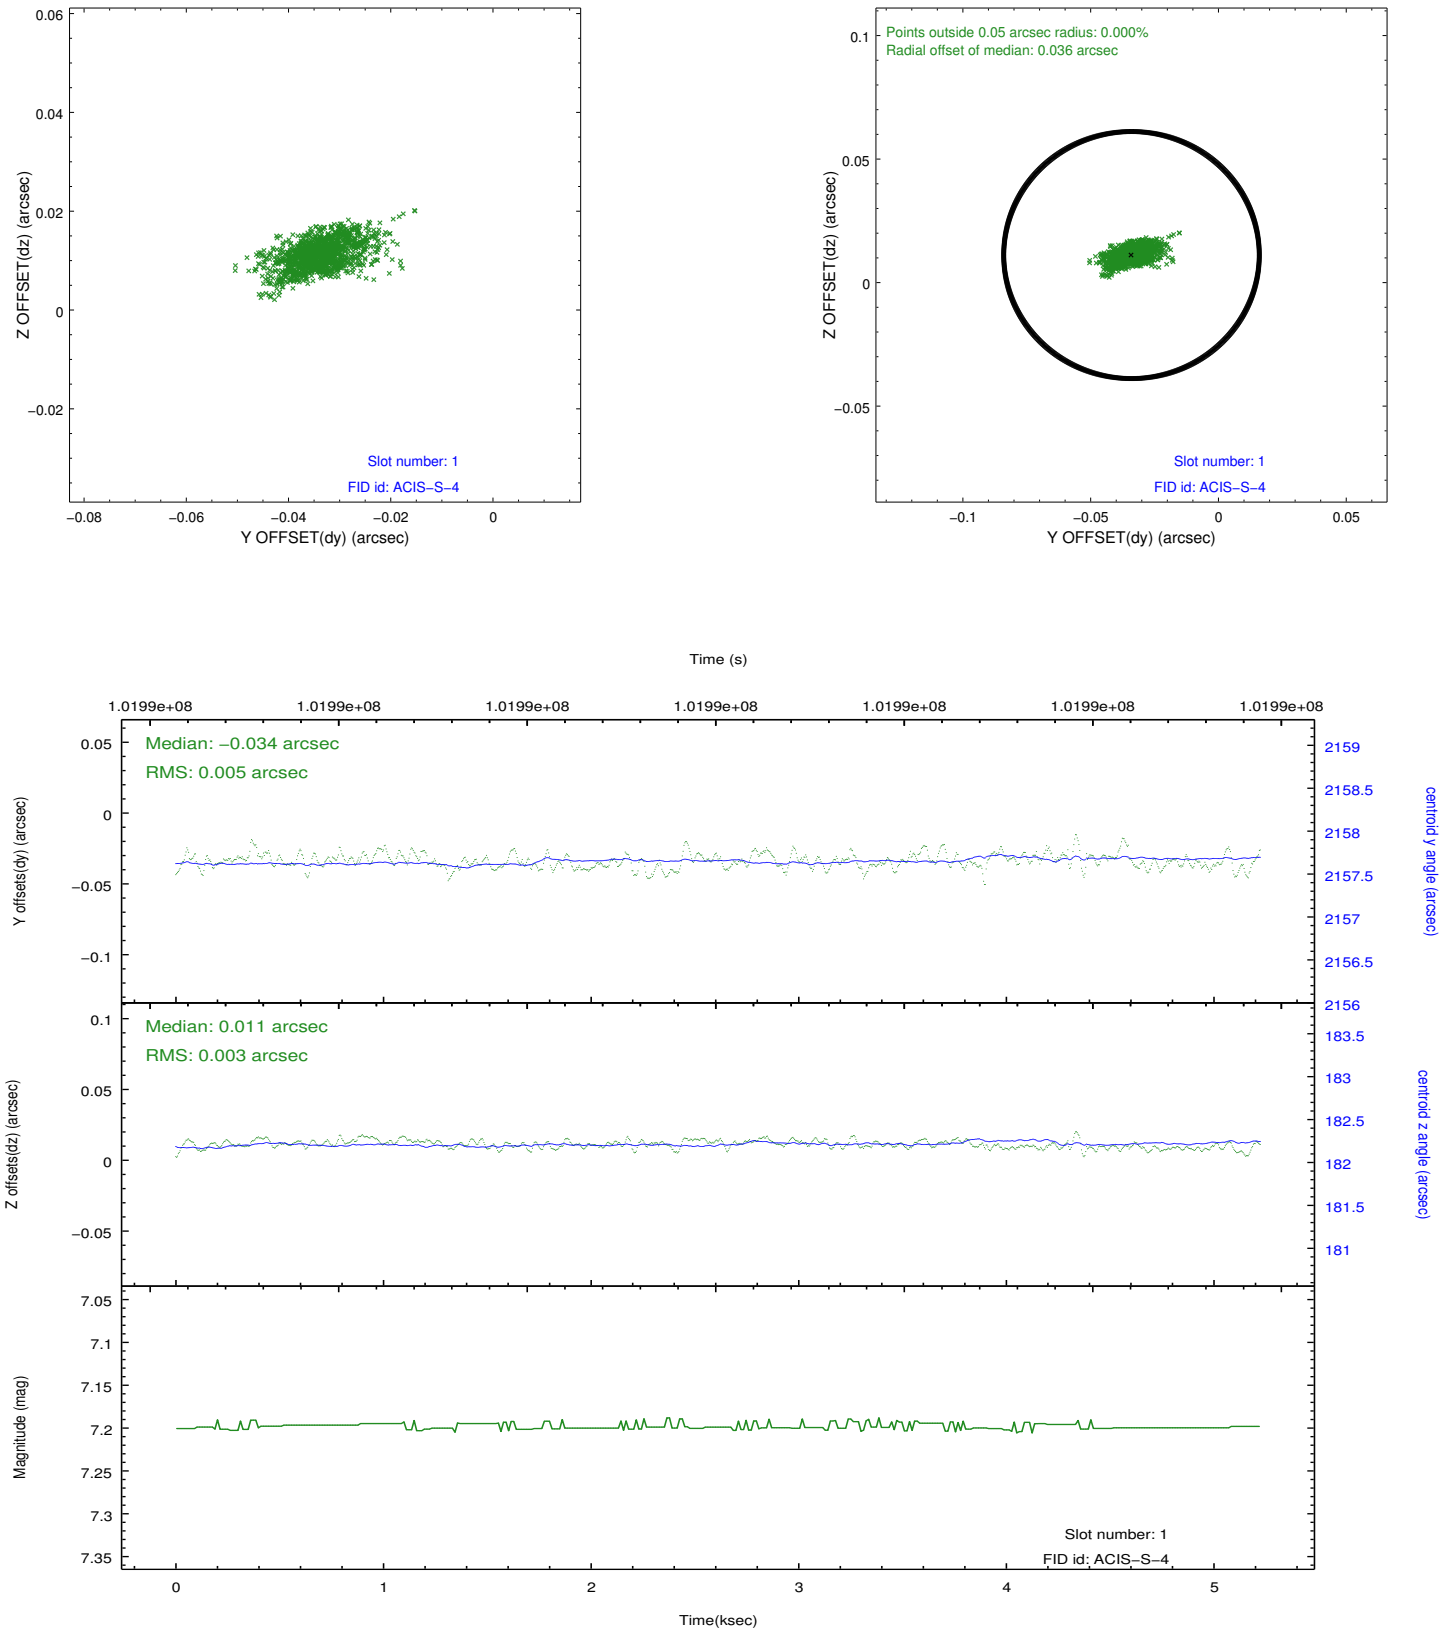 0.06
0.04
0.02
0
−0.02
Z OFFSET(dz) (arcsec)
Slot number: 1
FID id: ACIS−S−4
−0.08 −0.06 −0.04 −0.02 0
Y OFFSET(dy) (arcsec)
Points outside 0.05 arcsec radius: 0.000%
Radial offset of median: 0.036 arcsec
0.1
0.05
0
−0.05
Z OFFSET(dz) (arcsec)
Slot number: 1
FID id: ACIS−S−4
−0.1 −0.05 0 0.05
Y OFFSET(dy) (arcsec)
Time (s)
1.0199e+08 1.0199e+08 1.0199e+08 1.0199e+08 1.0199e+08 1.0199e+08 1.0199e+08
Median: −0.034 arcsec
RMS: 0.005 arcsec
0.05
0
−0.05
−0.1
Y offsets(dy) (arcsec)
2159
2158.5
2158
2157.5
2157
2156.5
2156
centroid y angle (arcsec)
Median: 0.011 arcsec
RMS: 0.003 arcsec
0.1
0.05
0
−0.05
Z offsets(dz) (arcsec)
183.5
183
182.5
182
181.5
181
centroid z angle (arcsec)
7.05
7.1
7.15
7.2
7.25
7.3
7.35
Magnitude (mag)
Slot number: 1
FID id: ACIS−S−4
0 1 2 3 4 5
Time(ksec)